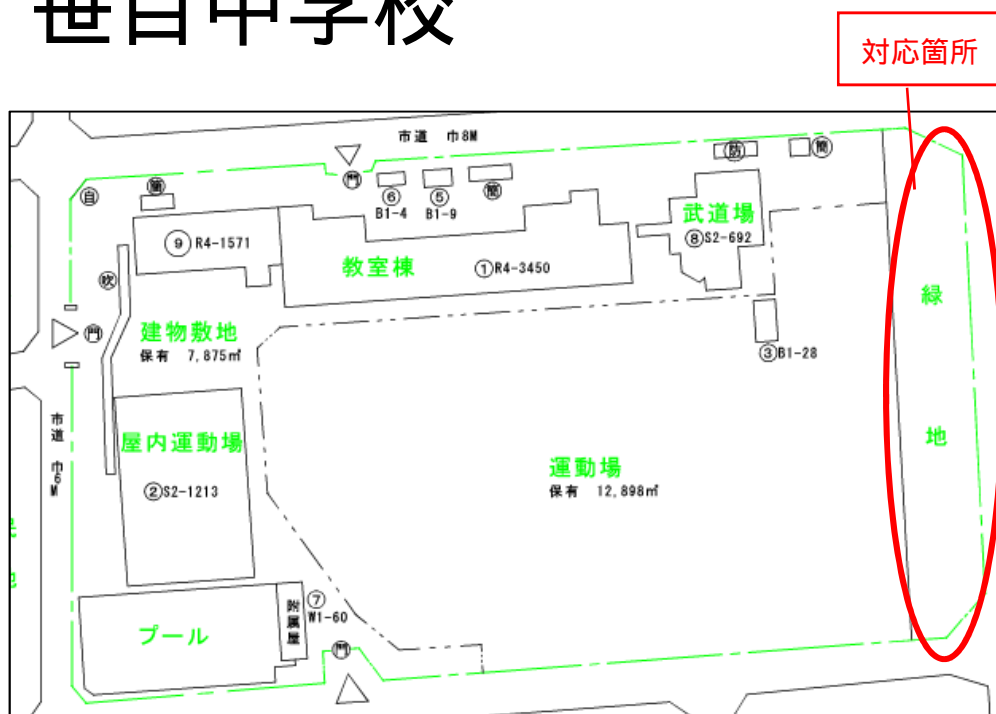 笹目中学校
対応箇所
市道 巾8M
門
自
簡
⑥
B1-4
⑤
B1-9
簡
防
簡
⑨ R4-1571
教室棟
①R4-3450
武道場
⑧S2-692
緑
地
吹
門
建物敷地
保有 7,875㎡
③B1-28
市道 巾6M
屋内運動場
②S2-1213
運動場
保有 12,898㎡
プール
附属屋
⑦
W1-60
門